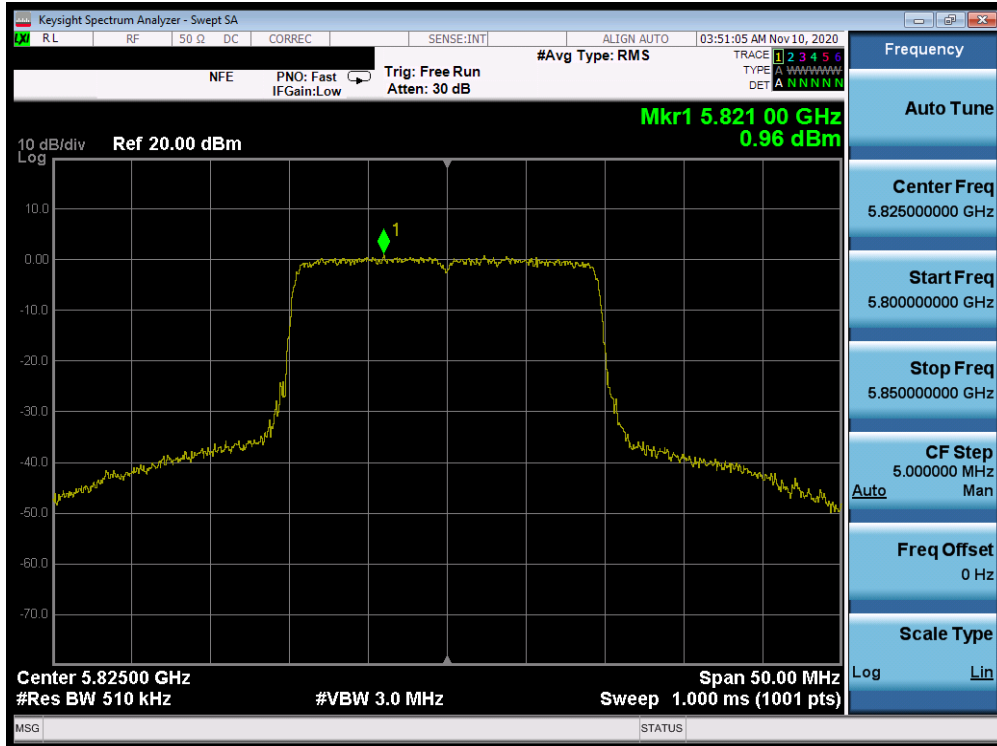 Keysight Spectrum Analyzer - Swept SA
LXI RL RF 50 Ω DC CORREC SENSE:INT ALIGN AUTO 03:51:05 AM Nov 10, 2020
#Avg Type: RMS
TRACE 1 2 3 4 5 6
TYPE A WWWWW
DET A N N N N N
NFE PNO: Fast Trig: Free Run
IFGain:Low Atten: 30 dB
Mkr1 5.821 00 GHz
0.96 dBm
10 dB/div Ref 20.00 dBm
Log
1
10.0
0.00
-10.0
-20.0
-30.0
-40.0
-50.0
-60.0
-70.0
Center 5.82500 GHz Span 50.00 MHz
#Res BW 510 kHz #VBW 3.0 MHz Sweep 1.000 ms (1001 pts)
MSG STATUS
Frequency
Auto Tune
Center Freq
5.825000000 GHz
Start Freq
5.800000000 GHz
Stop Freq
5.850000000 GHz
CF Step
5.000000 MHz
Auto Man
Freq Offset
0 Hz
Scale Type
Log Lin